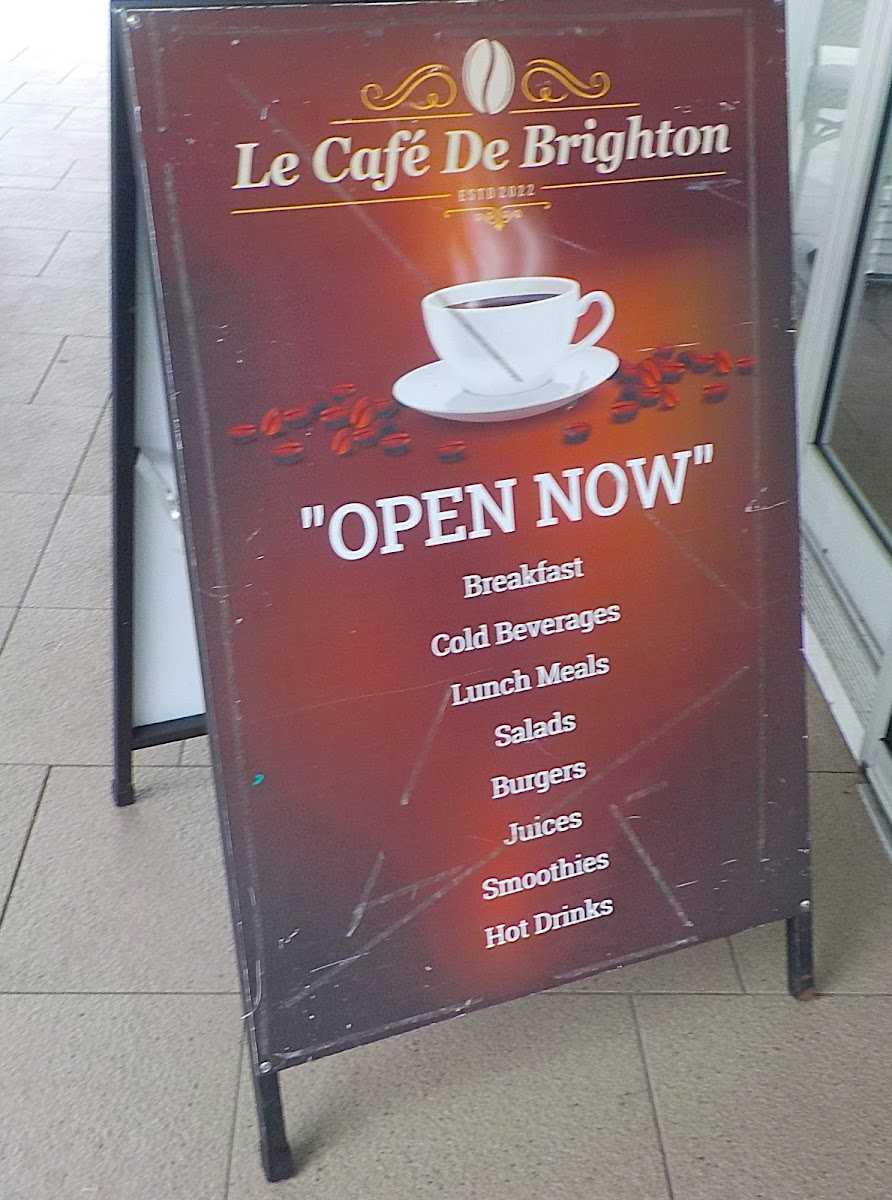 Le Café De Brighton
ESTD 2022
"OPEN NOW"
Breakfast
Cold Beverages
Lunch Meals
Salads
Burgers
Juices
Smoothies
Hot Drinks